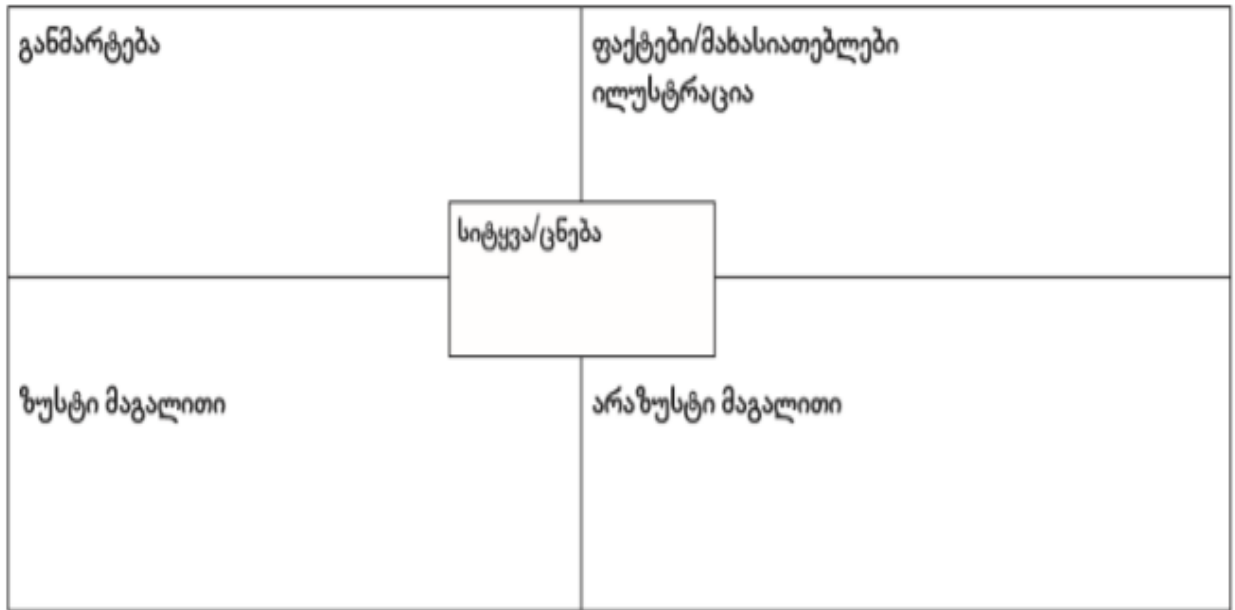 განმარტება
ფაქტები/მახასიათებლები
ილუსტრაცია
სიტყვა/ცნება
ზუსტი მაგალითი
არაზუსტი მაგალითი